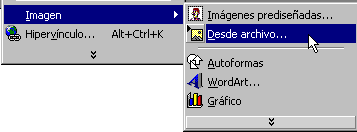 Imagen
Hipervínculo... Alt+Ctrl+K
Imágenes prediseñadas...
Desde archivo...
Autoformas
WordArt...
Gráfico